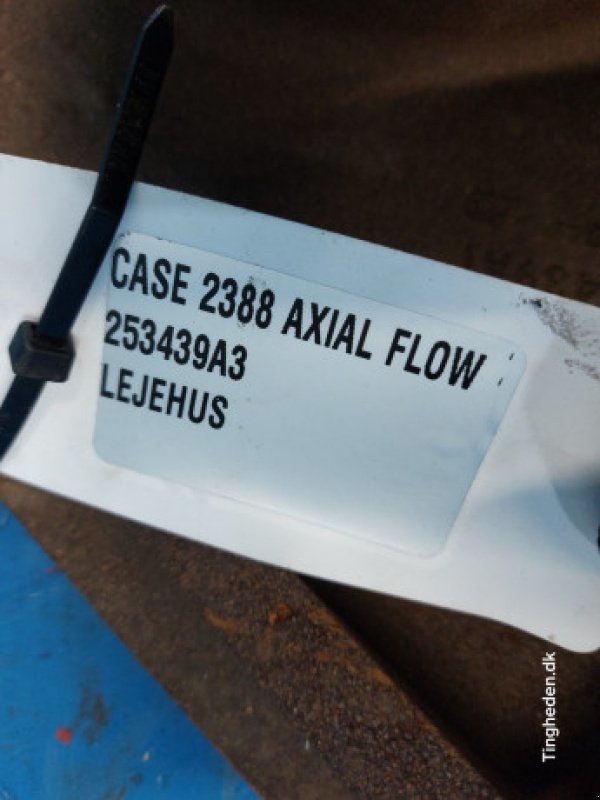 CASE 2388 AXIAL FLOW
253439A3
LEJEHUS
Tingheden.dk